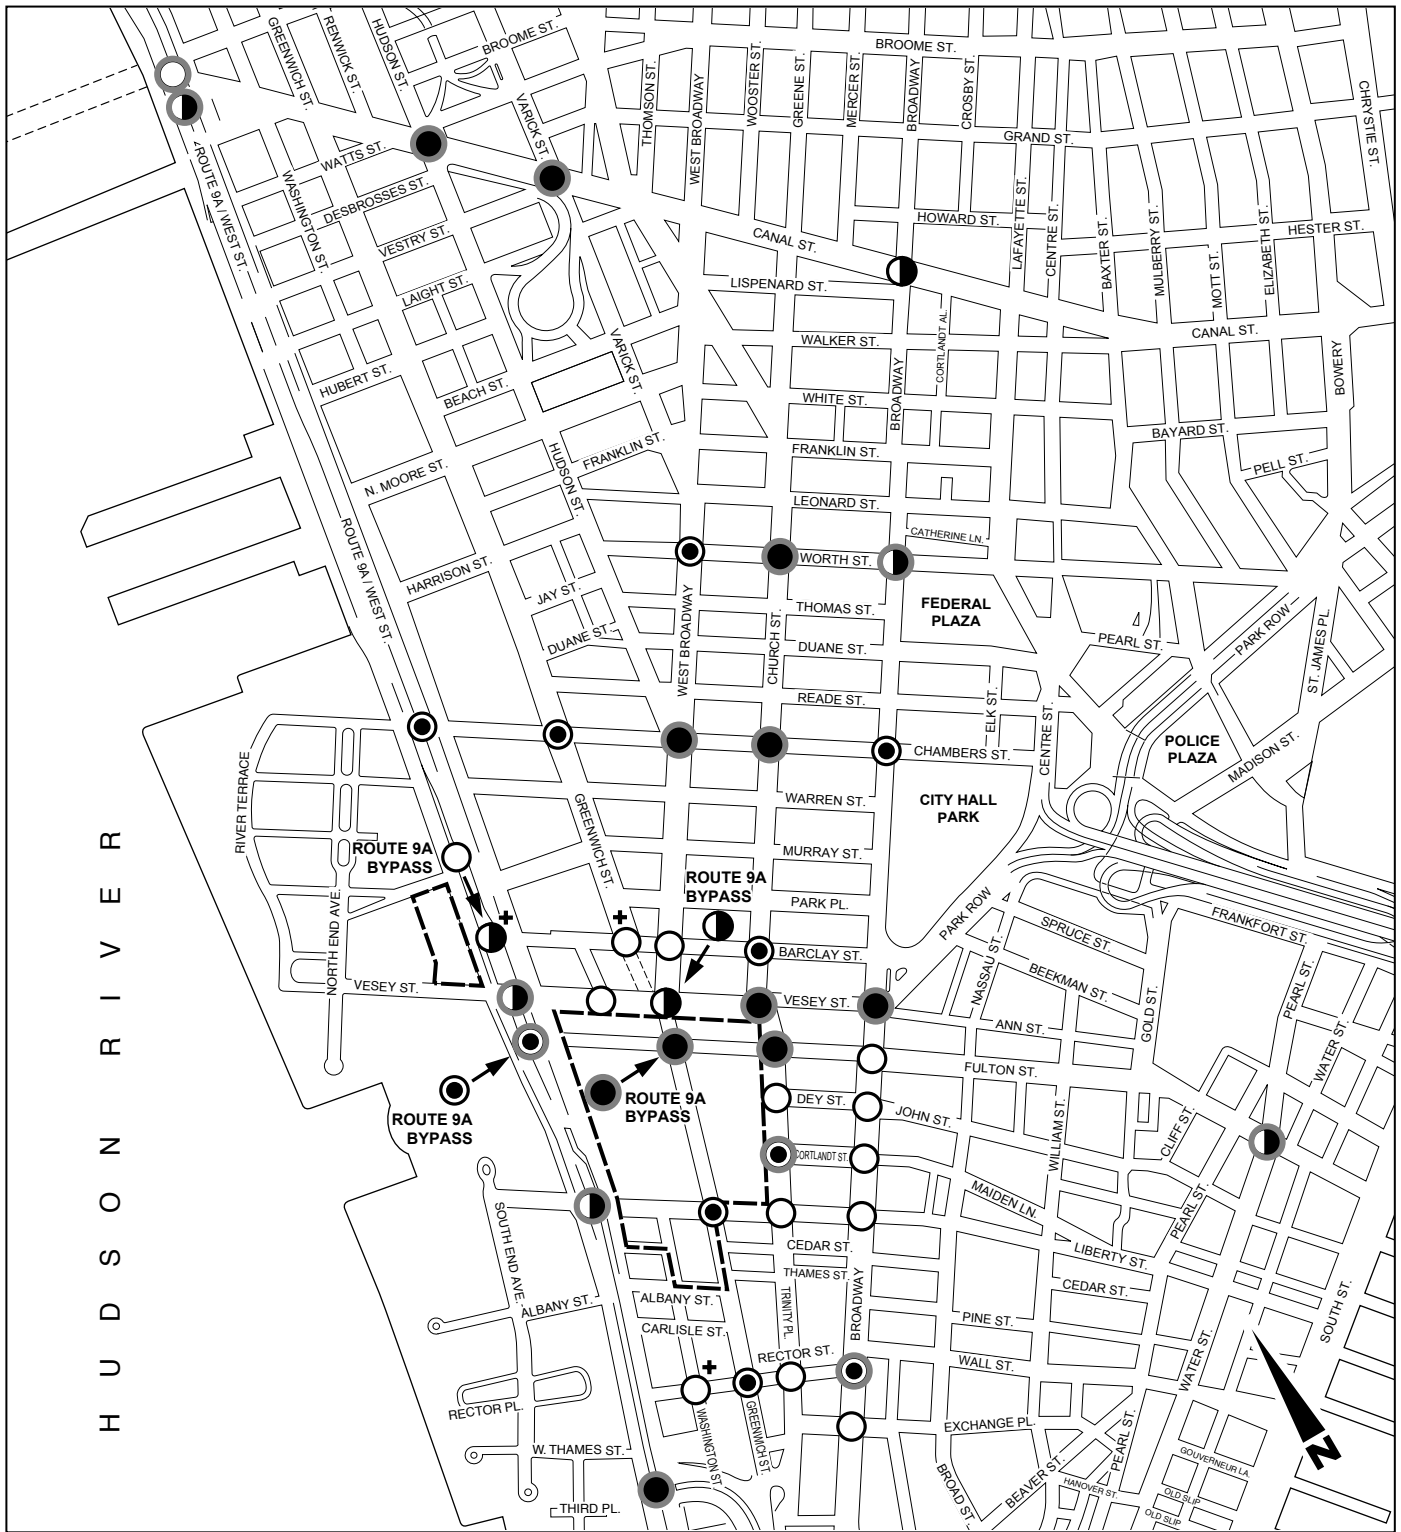 GREENWICH ST.
RENWICK ST.
HUDSON ST.
BROOME ST.
BROOME ST.
THOMSON ST.
WEST BROADWAY
WOOSTER ST.
GREENE ST.
MERCER ST.
BROADWAY
CROSBY ST.
CHRYSTIE ST.
VARICK ST.
GRAND ST.
WATTS ST.
ROUTE 9A / WEST ST.
WASHINGTON ST.
DESBROSSES ST.
VESTRY ST.
LAIGHT ST.
CANAL ST.
HOWARD ST.
LAFAYETTE ST.
CENTRE ST.
BAXTER ST.
MULBERRY ST.
MOTT ST.
ELIZABETH ST.
HESTER ST.
LISPENARD ST.
CORTLANDT AL.
CANAL ST.
WALKER ST.
VARICK ST.
HUBERT ST.
BEACH ST.
BROADWAY
BOWERY
WHITE ST.
BAYARD ST.
FRANKLIN ST.
FRANKLIN ST.
HUDSON ST.
PELL ST.
N. MOORE ST.
LEONARD ST.
CATHERINE LN.
ROUTE 9A / WEST ST.
WORTH ST.
HARRISON ST.
JAY ST.
THOMAS ST.
FEDERAL
PLAZA
DUANE ST.
DUANE ST.
WEST BROADWAY
CHURCH ST.
PEARL ST.
PARK ROW
ST. JAMES PL.
READE ST.
ELK ST.
CENTRE ST.
CHAMBERS ST.
POLICE
PLAZA
MADISON ST.
RIVER TERRACE
GREENWICH ST.
WARREN ST.
CITY HALL
PARK
ROUTE 9A
BYPASS
MURRAY ST.
ROUTE 9A
BYPASS
PARK PL.
PARK ROW
SPRUCE ST.
FRANKFORT ST.
NORTH END AVE.
BARCLAY ST.
NASSAU ST.
BEEKMAN ST.
PEARL ST.
VESEY ST.
VESEY ST.
GOLD ST.
ANN ST.
WATER ST.
FULTON ST.
ROUTE 9A
BYPASS
DEY ST.
JOHN ST.
ROUTE 9A
BYPASS
WILLIAM ST.
CLIFF ST.
CORTLANDT ST.
MAIDEN LN.
PEARL ST.
SOUTH END AVE.
CEDAR ST.
LIBERTY ST.
THAMES ST.
CEDAR ST.
ALBANY ST.
ALBANY ST.
TRINITY PL.
BROADWAY
PINE ST.
SOUTH ST.
CARLISLE ST.
RECTOR ST.
WALL ST.
WATER ST.
RECTOR PL.
WASHINGTON ST
GREENWICH ST.
EXCHANGE PL.
PEARL ST.
W. THAMES ST.
GOUVERNEUR LA.
BROAD ST.
BEAVER ST.
HANOVER ST.
OLD SLIP
OLD SLIP
THIRD PL.
HUDSON RIVER
N